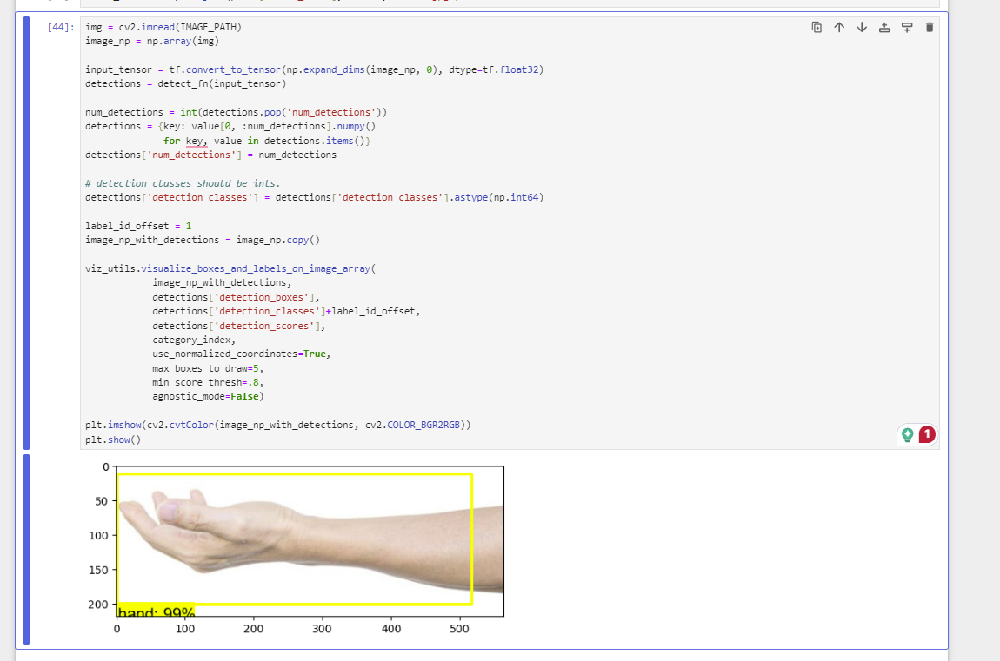 [44]:
img = cv2.imread(IMAGE_PATH)
image_np = np.array(img)
input_tensor = tf.convert_to_tensor(np.expand_dims(image_np, 0), dtype=tf.float32)
detections = detect_fn(input_tensor)
num_detections = int(detections.pop('num_detections'))
detections = {key: value[0, :num_detections].numpy()
for key, value in detections.items()}
detections['num_detections'] = num_detections
# detection_classes should be ints.
detections['detection_classes'] = detections['detection_classes'].astype(np.int64)
label_id_offset = 1
image_np_with_detections = image_np.copy()
viz_utils.visualize_boxes_and_labels_on_image_array(
image_np_with_detections,
detections['detection_boxes'],
detections['detection_classes']+label_id_offset,
detections['detection_scores'],
category_index,
use_normalized_coordinates=True,
max_boxes_to_draw=5,
min_score_thresh=.8,
agnostic_mode=False)
plt.imshow(cv2.cvtColor(image_np_with_detections, cv2.COLOR_BGR2RGB))
plt.show()
1
0
50
100
150
200
hand: 99%
0 100 200 300 400 500